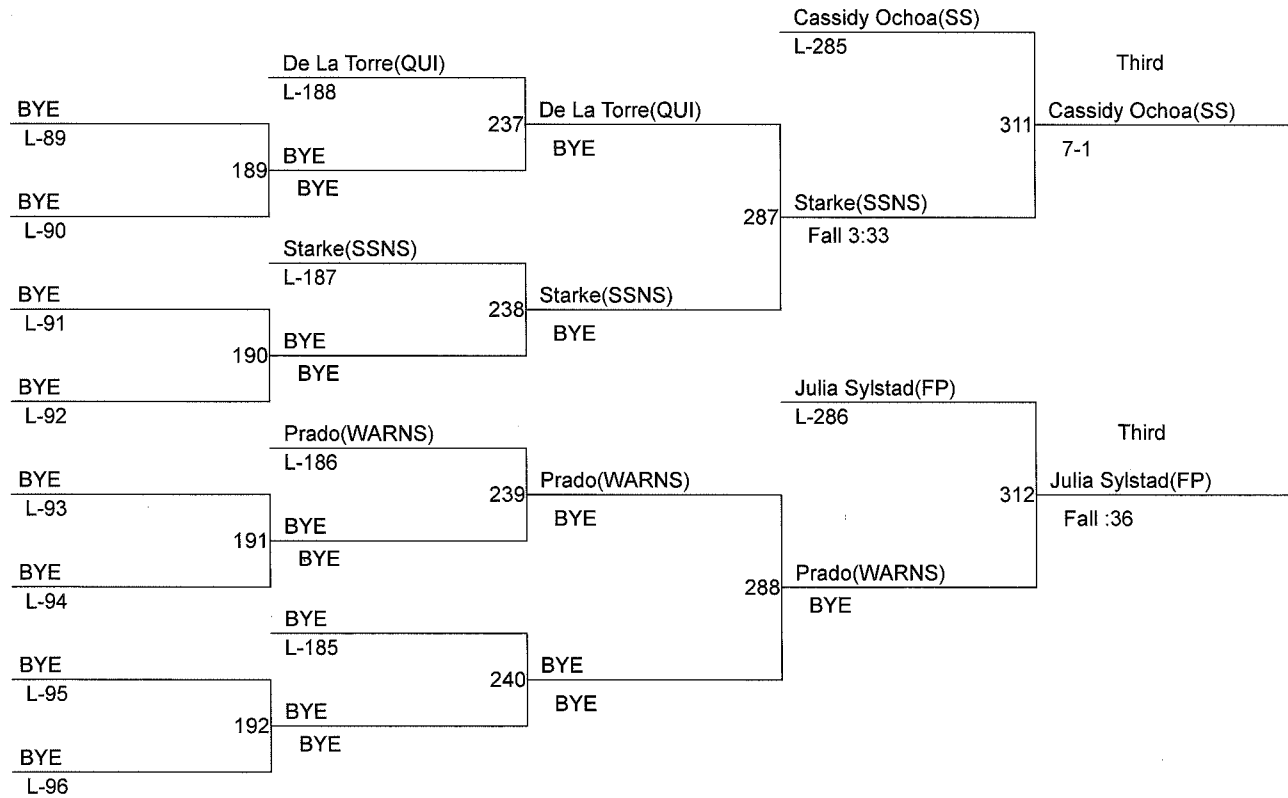 Cassidy Ochoa(SS)
L-285
Third
De La Torre(QUI)
L-188
BYE
L-89
237
De La Torre(QUI)
BYE
311
Cassidy Ochoa(SS)
7-1
189
BYE
BYE
BYE
L-90
287
Starke(SSNS)
Fall 3:33
Starke(SSNS)
L-187
BYE
L-91
238
Starke(SSNS)
BYE
190
BYE
BYE
BYE
L-92
Julia Sylstad(FP)
L-286
Third
Prado(WARNS)
L-186
BYE
L-93
239
Prado(WARNS)
BYE
312
Julia Sylstad(FP)
Fall :36
191
BYE
BYE
BYE
L-94
288
Prado(WARNS)
BYE
BYE
L-185
BYE
L-95
240
BYE
BYE
192
BYE
BYE
BYE
L-96